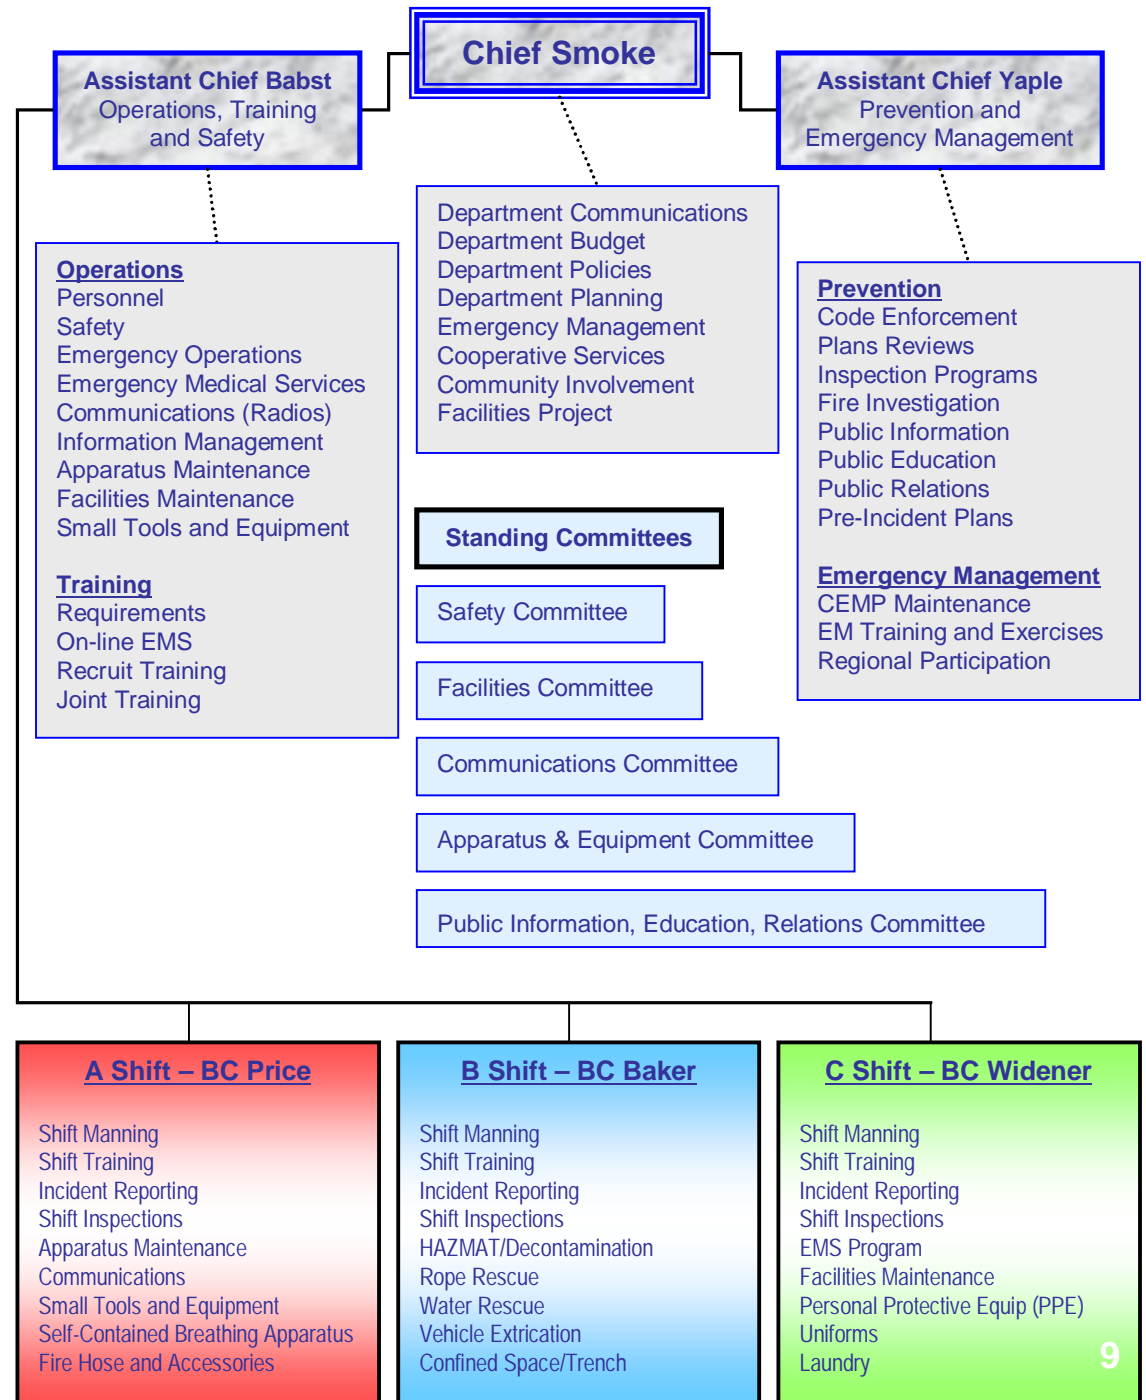 Chief Smoke
Assistant Chief Babst
Operations, Training
and Safety
Assistant Chief Yaple
Prevention and
Emergency Management
Operations
Personnel
Safety
Emergency Operations
Emergency Medical Services
Communications (Radios)
Information Management
Apparatus Maintenance
Facilities Maintenance
Small Tools and Equipment
Training
Requirements
On-line EMS
Recruit Training
Joint Training
Department Communications
Department Budget
Department Policies
Department Planning
Emergency Management
Cooperative Services
Community Involvement
Facilities Project
Prevention
Code Enforcement
Plans Reviews
Inspection Programs
Fire Investigation
Public Information
Public Education
Public Relations
Pre-Incident Plans
Emergency Management
CEMP Maintenance
EM Training and Exercises
Regional Participation
Standing Committees
Safety Committee
Facilities Committee
Communications Committee
Apparatus & Equipment Committee
Public Information, Education, Relations Committee
A Shift – BC Price
Shift Manning
Shift Training
Incident Reporting
Shift Inspections
Apparatus Maintenance
Communications
Small Tools and Equipment
Self-Contained Breathing Apparatus
Fire Hose and Accessories
B Shift – BC Baker
Shift Manning
Shift Training
Incident Reporting
Shift Inspections
HAZMAT/Decontamination
Rope Rescue
Water Rescue
Vehicle Extrication
Confined Space/Trench
C Shift – BC Widener
Shift Manning
Shift Training
Incident Reporting
Shift Inspections
EMS Program
Facilities Maintenance
Personal Protective Equip (PPE)
Uniforms
Laundry
9